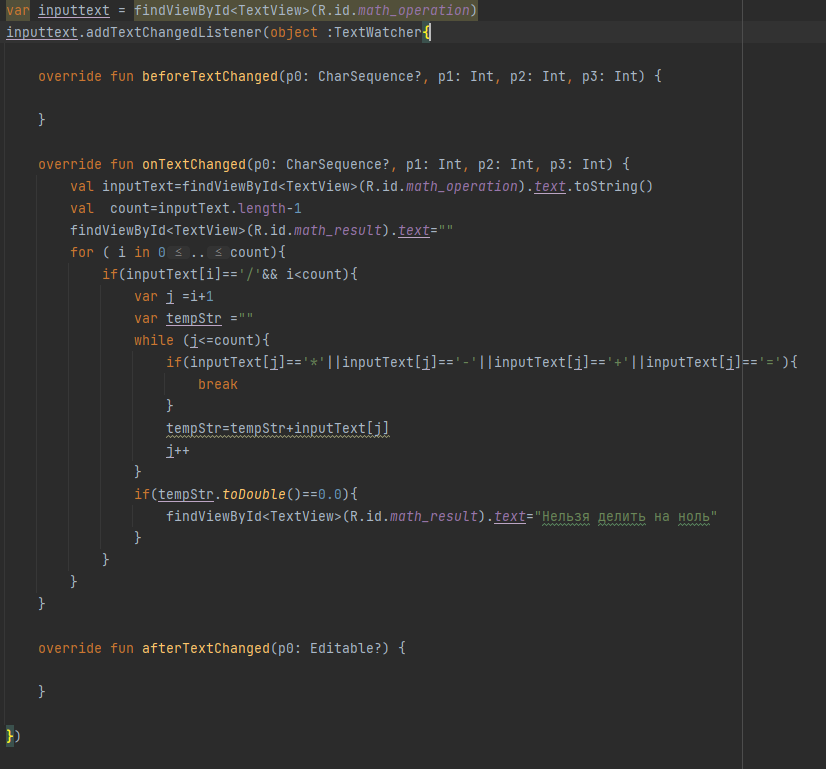 var inputtext = findViewById<TextView>(R.id.math_operation)
inputtext.addTextChangedListener(object :TextWatcher{
override fun beforeTextChanged(p0: CharSequence?, p1: Int, p2: Int, p3: Int) {
}
override fun onTextChanged(p0: CharSequence?, p1: Int, p2: Int, p3: Int) {
val inputText=findViewById<TextView>(R.id.math_operation).text.toString()
val  count=inputText.length-1
findViewById<TextView>(R.id.math_result).text=""
for ( i in 0 ≤ .. ≤ count){
if(inputText[i]=='/'&& i<count){
var j =i+1
var tempStr =""
while (j<=count){
if(inputText[j]=='*'||inputText[j]=='-'||inputText[j]=='+'||inputText[j]=='='){
break
}
tempStr=tempStr+inputText[j]
j++
}
if(tempStr.toDouble()==0.0){
findViewById<TextView>(R.id.math_result).text="Нельзя делить на ноль"
}
}
}
}
override fun afterTextChanged(p0: Editable?) {
}
})